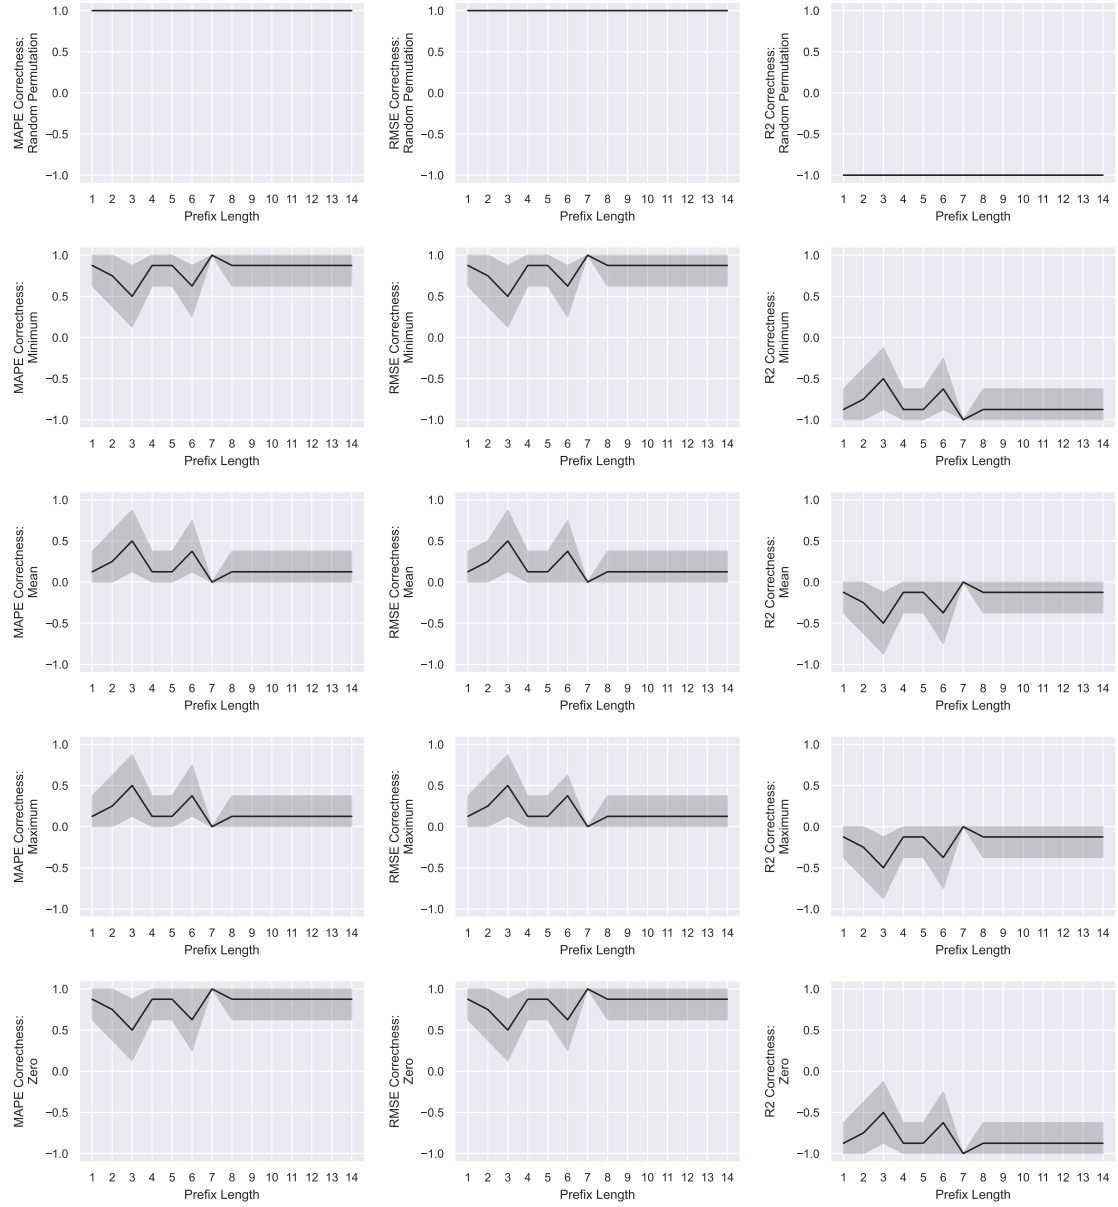 MAPE Correctness:
Random Permutation
1.0
0.5
0.0
−0.5
−1.0
1 2 3 4 5 6 7 8 9 10 11 12 13 14
Prefix Length
RMSE Correctness:
Random Permutation
1.0
0.5
0.0
−0.5
−1.0
1 2 3 4 5 6 7 8 9 10 11 12 13 14
Prefix Length
R2 Correctness:
Random Permutation
1.0
0.5
0.0
−0.5
−1.0
1 2 3 4 5 6 7 8 9 10 11 12 13 14
Prefix Length
MAPE Correctness:
Minimum
1.0
0.5
0.0
−0.5
−1.0
1 2 3 4 5 6 7 8 9 10 11 12 13 14
Prefix Length
RMSE Correctness:
Minimum
1.0
0.5
0.0
−0.5
−1.0
1 2 3 4 5 6 7 8 9 10 11 12 13 14
Prefix Length
R2 Correctness:
Minimum
1.0
0.5
0.0
−0.5
−1.0
1 2 3 4 5 6 7 8 9 10 11 12 13 14
Prefix Length
MAPE Correctness:
Mean
1.0
0.5
0.0
−0.5
−1.0
1 2 3 4 5 6 7 8 9 10 11 12 13 14
Prefix Length
RMSE Correctness:
Mean
1.0
0.5
0.0
−0.5
−1.0
1 2 3 4 5 6 7 8 9 10 11 12 13 14
Prefix Length
R2 Correctness:
Mean
1.0
0.5
0.0
−0.5
−1.0
1 2 3 4 5 6 7 8 9 10 11 12 13 14
Prefix Length
MAPE Correctness:
Maximum
1.0
0.5
0.0
−0.5
−1.0
1 2 3 4 5 6 7 8 9 10 11 12 13 14
Prefix Length
RMSE Correctness:
Maximum
1.0
0.5
0.0
−0.5
−1.0
1 2 3 4 5 6 7 8 9 10 11 12 13 14
Prefix Length
R2 Correctness:
Maximum
1.0
0.5
0.0
−0.5
−1.0
1 2 3 4 5 6 7 8 9 10 11 12 13 14
Prefix Length
MAPE Correctness:
Zero
1.0
0.5
0.0
−0.5
−1.0
1 2 3 4 5 6 7 8 9 10 11 12 13 14
Prefix Length
RMSE Correctness:
Zero
1.0
0.5
0.0
−0.5
−1.0
1 2 3 4 5 6 7 8 9 10 11 12 13 14
Prefix Length
R2 Correctness:
Zero
1.0
0.5
0.0
−0.5
−1.0
1 2 3 4 5 6 7 8 9 10 11 12 13 14
Prefix Length